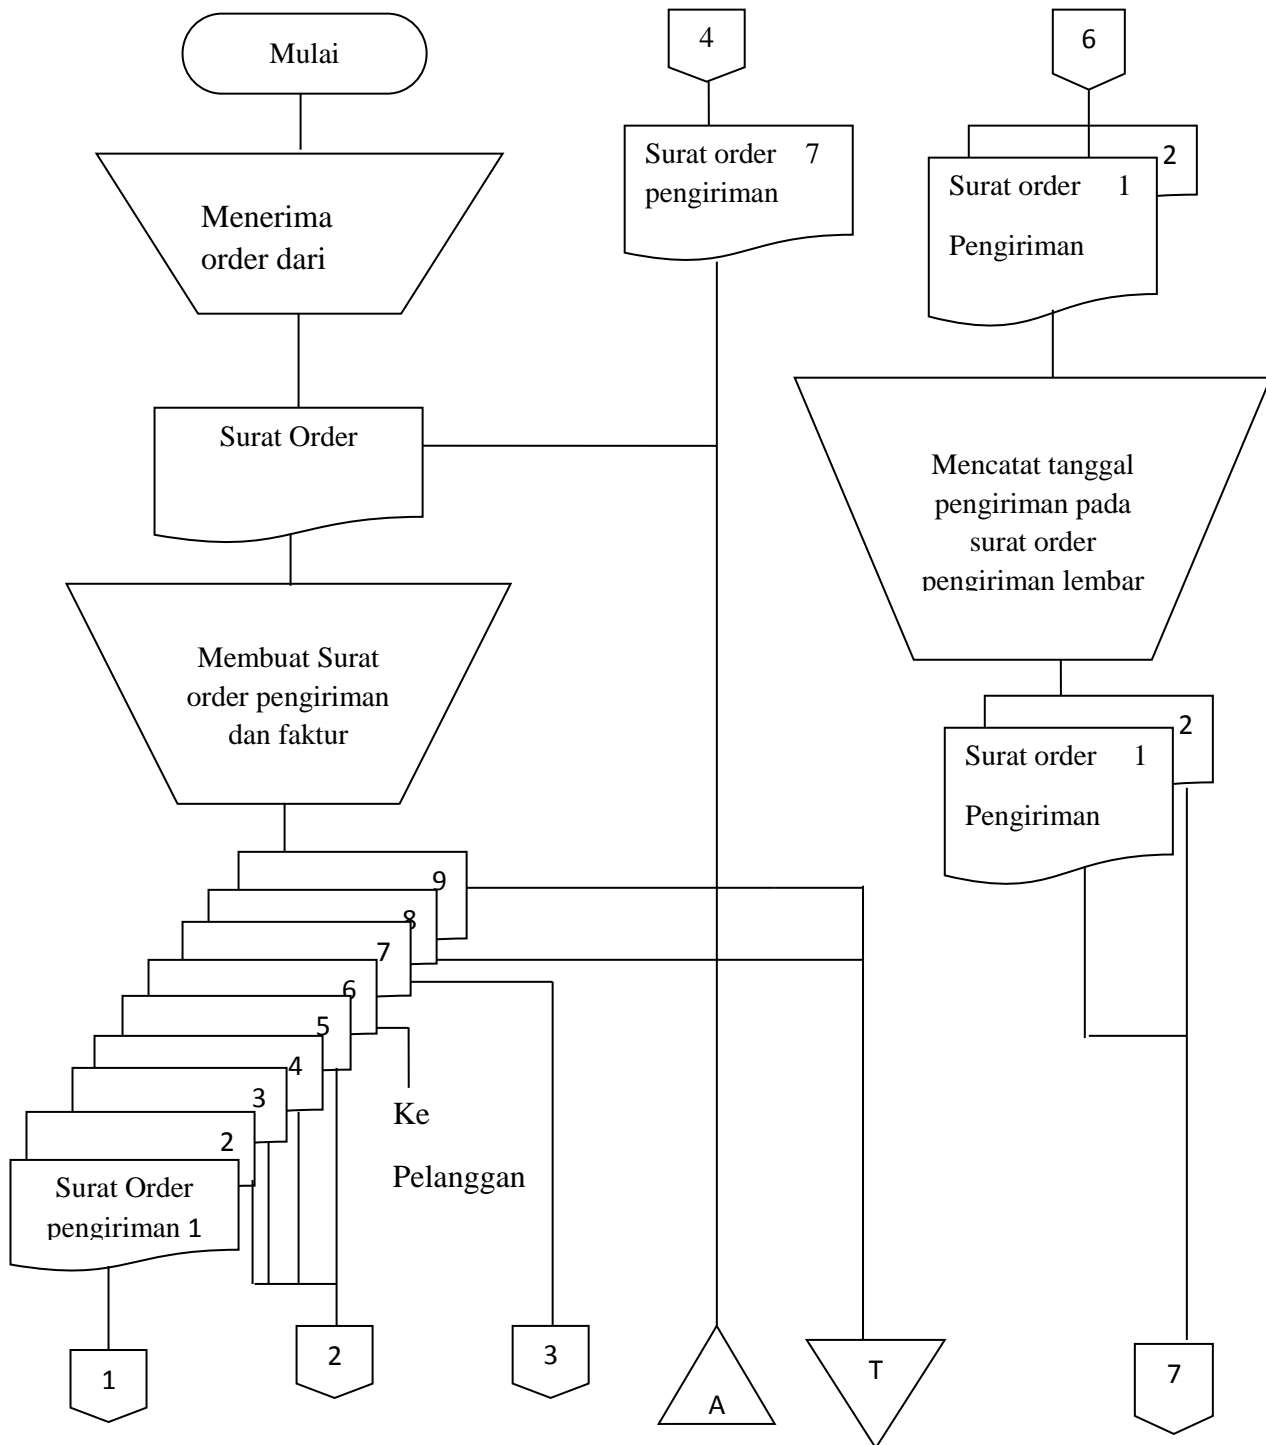 Mulai
Menerima
order dari
Surat Order
Membuat Surat
order pengiriman
dan faktur
9
8
7
6
5
4
3
2
Surat Order
pengiriman 1
Ke
Pelanggan
1
2
3
4
Surat order 7
pengiriman
A
T
6
2
Surat order 1
Pengiriman
Mencatat tanggal
pengiriman pada
surat order
pengiriman lembar
2
Surat order 1
Pengiriman
7